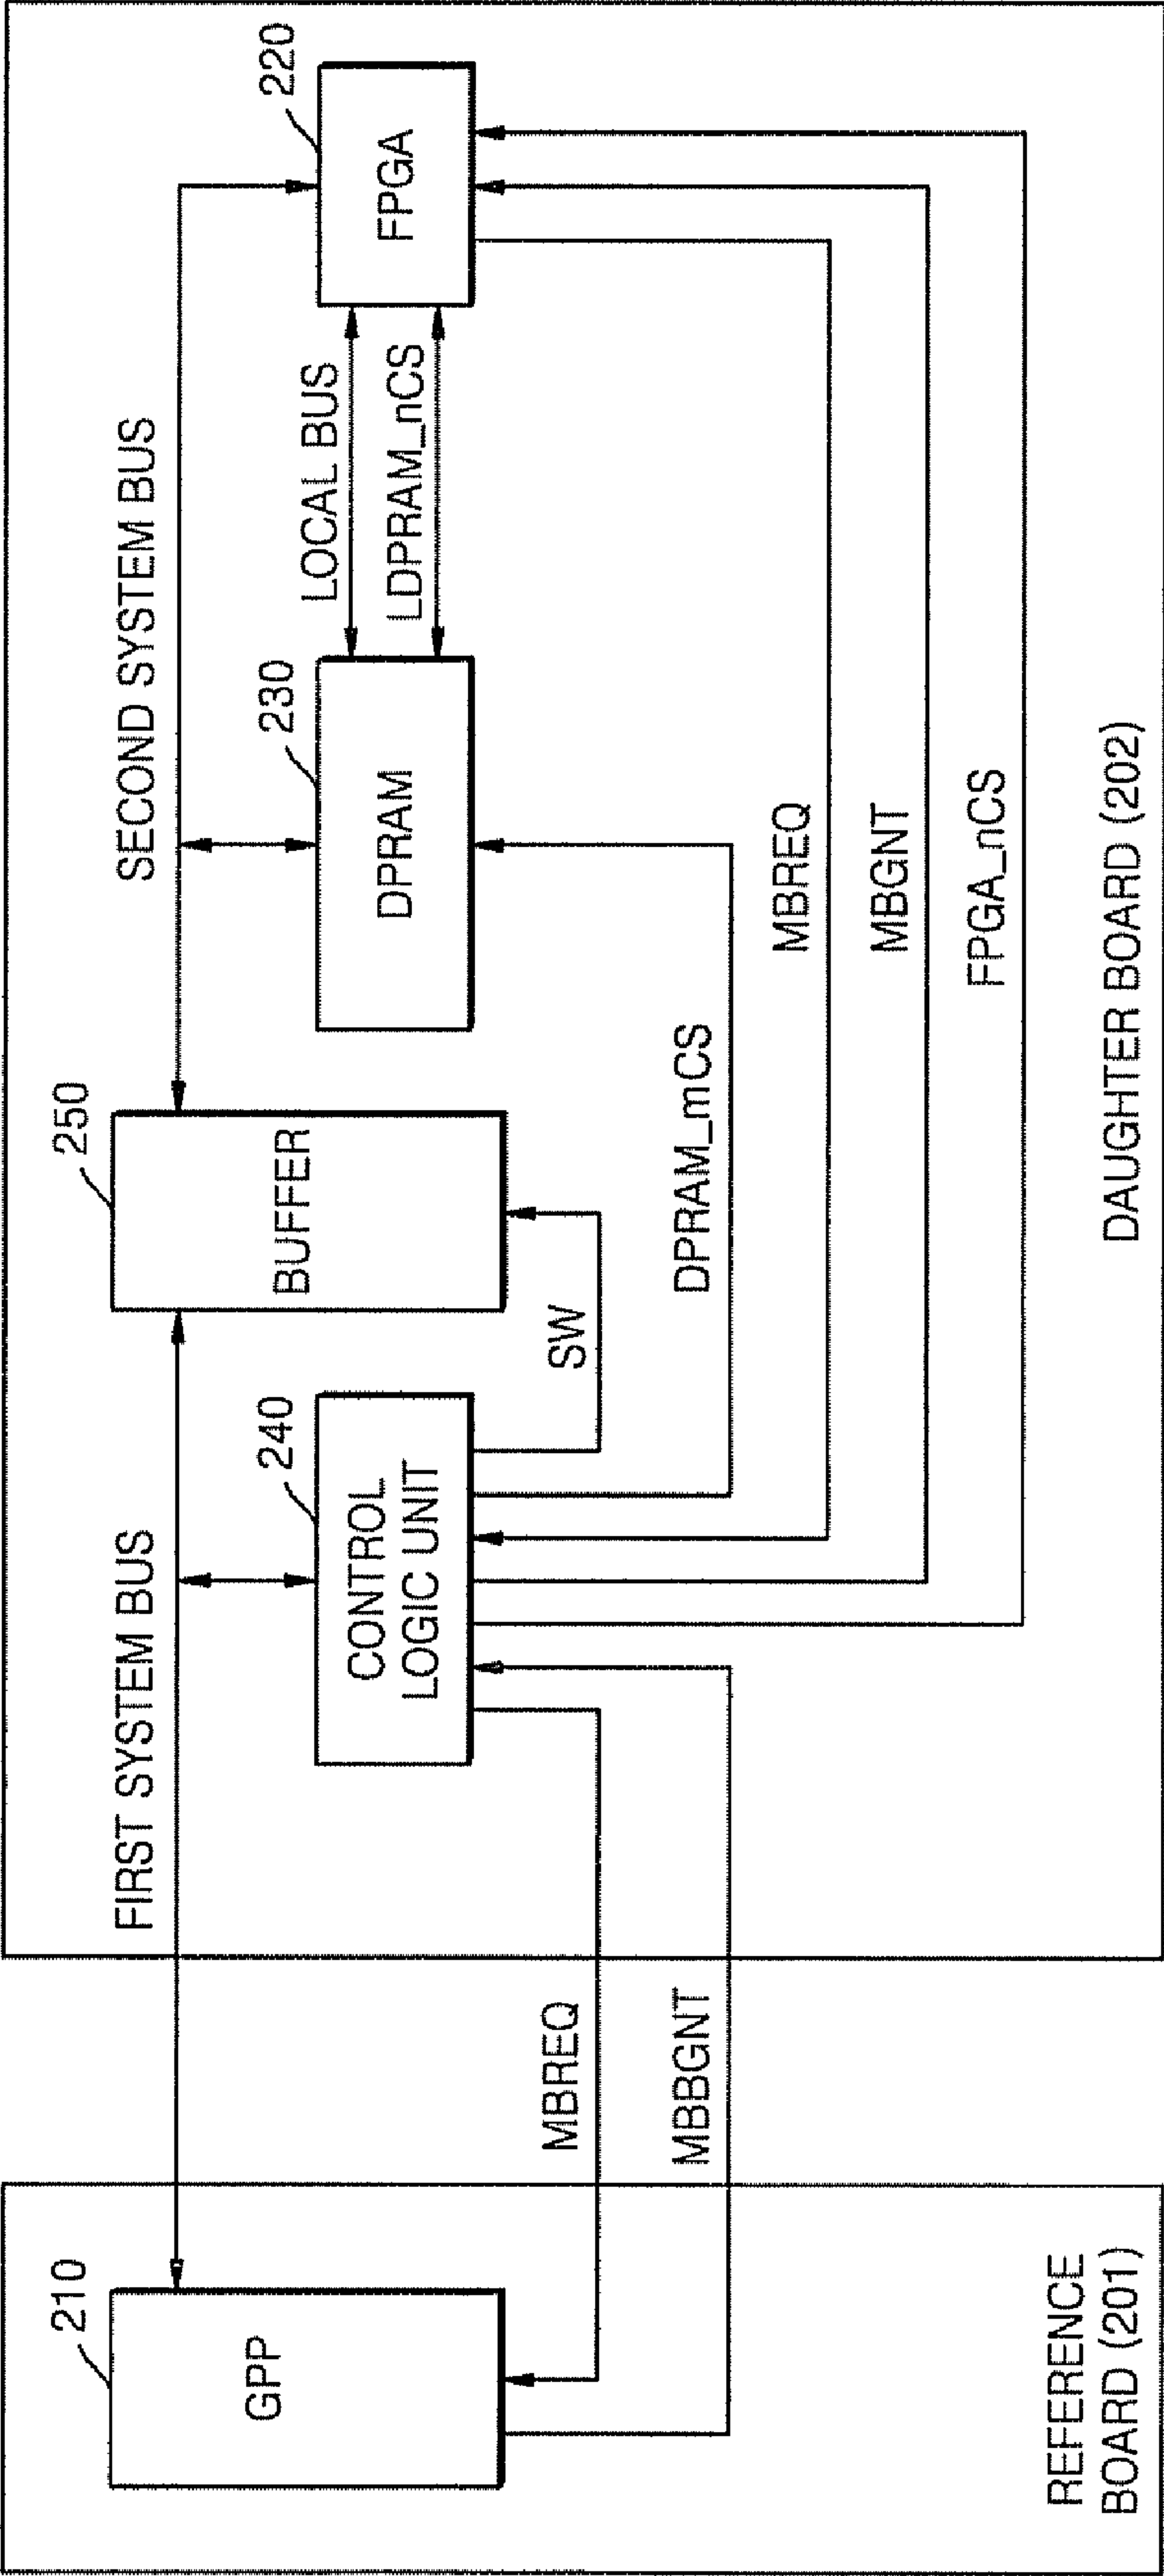 210
GPP
REFERENCE
BOARD (201)
MBREQ
MBBGNT
FIRST SYSTEM BUS
240
CONTROL
LOGIC UNIT
250
BUFFER
SW
DPRAM_mCS
SECOND SYSTEM BUS
230
DPRAM
LOCAL BUS
LDPRAM_nCS
220
FPGA
MBREQ
MBGNT
FPGA_nCS
DAUGHTER BOARD (202)